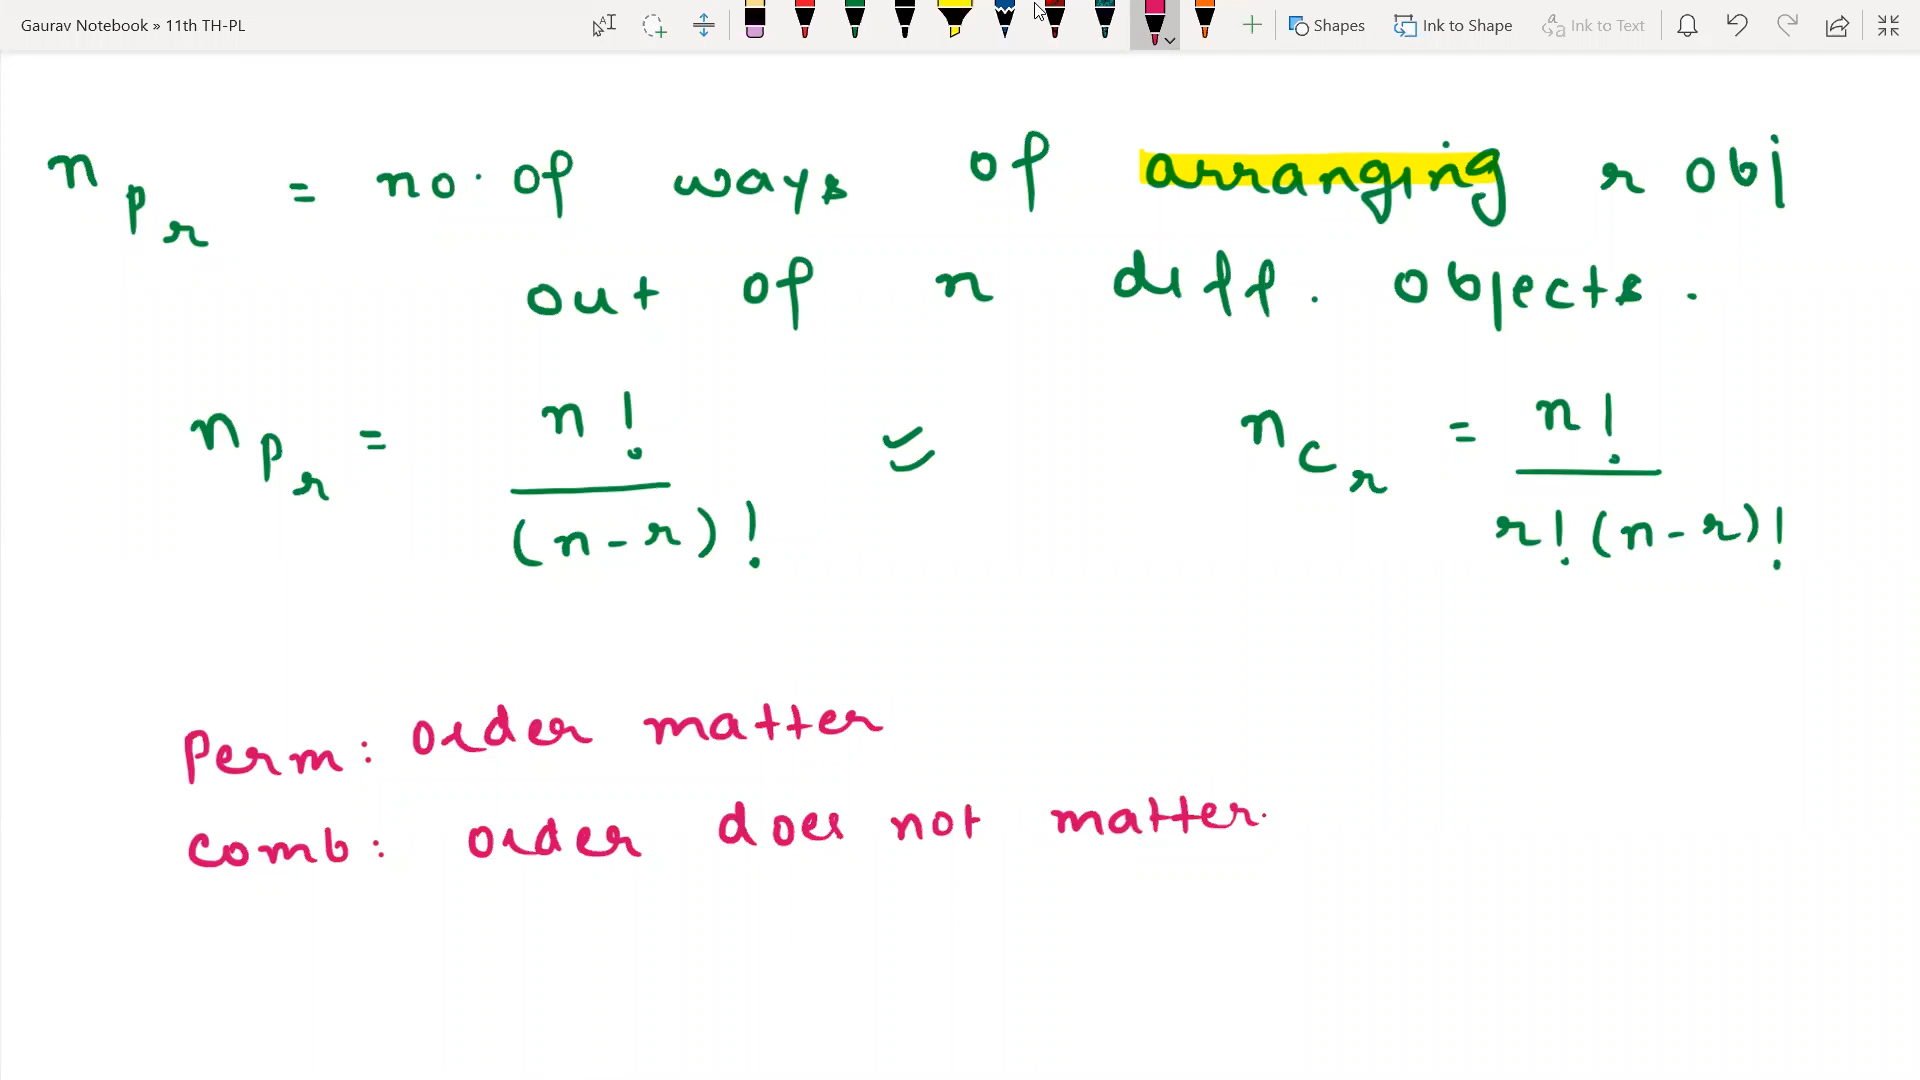 Gaurav Notebook » 11th TH-PL
Shapes Ink to Shape Ink to Text
nPr = no. of ways of arranging r obj
out of n diff. objects.
nPr = n! / (n-r)! nCr = n! / r!(n-r)!
Perm: order matter
Comb: order does not matter.